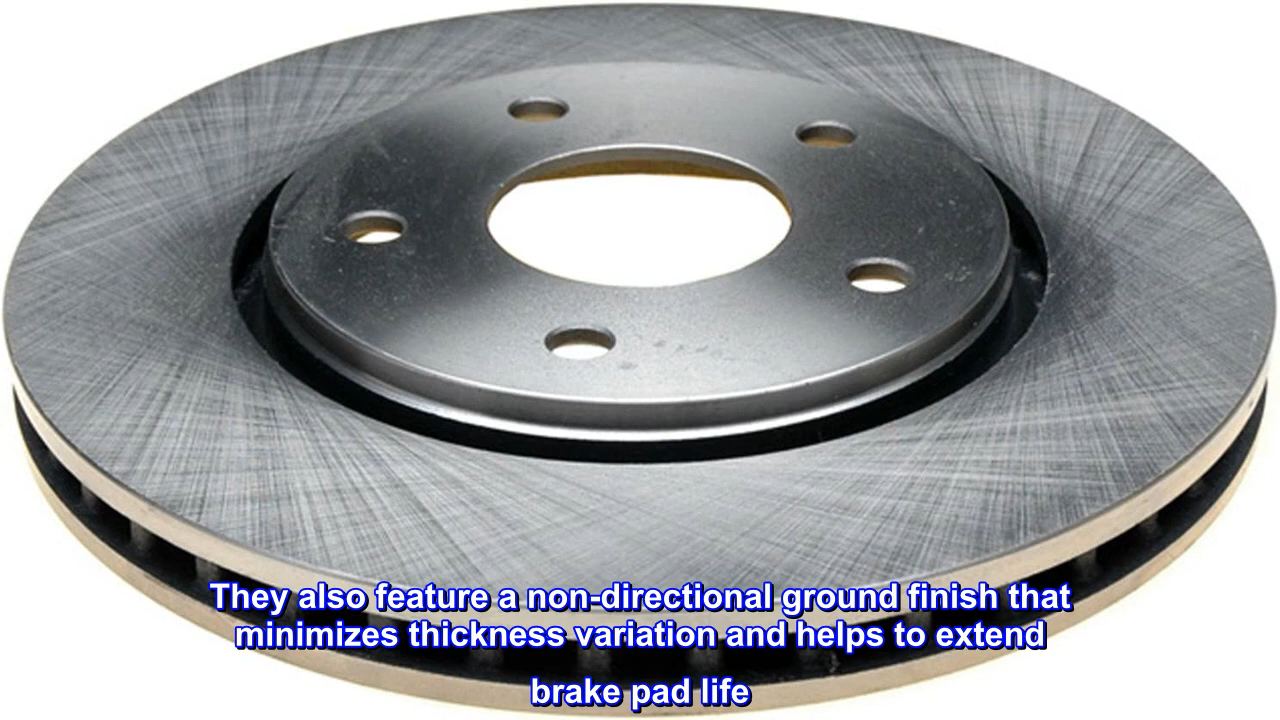 They also feature a non-directional ground finish that
minimizes thickness variation and helps to extend
brake pad life